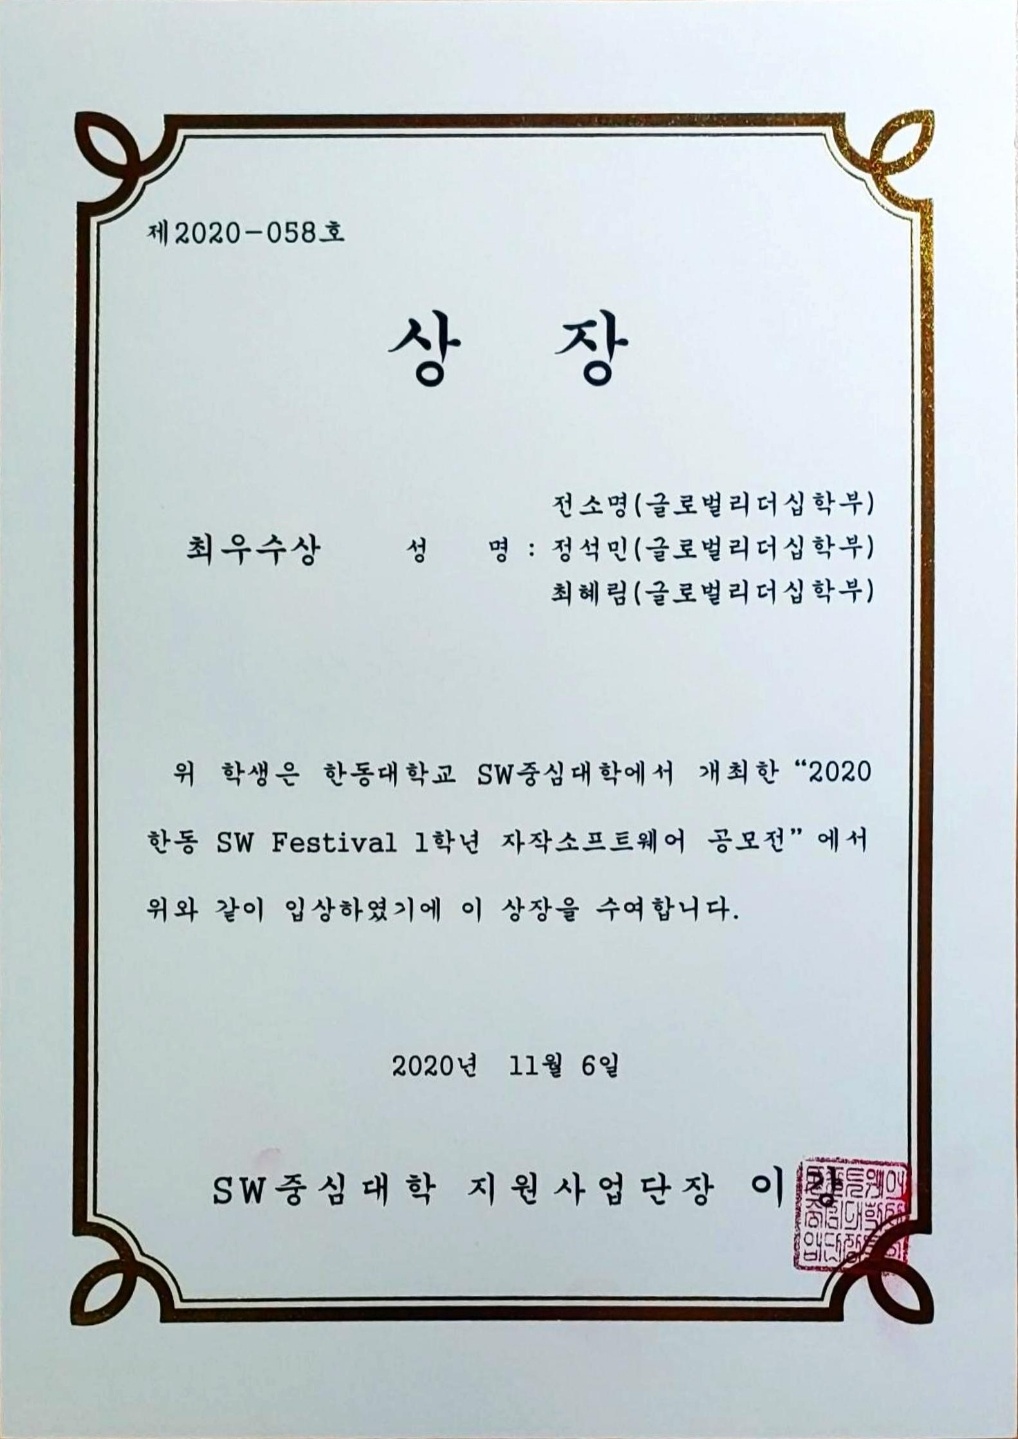 제2020-058호
상 장
전소명(글로벌리더십학부)
최우수상 성 명 : 정석민(글로벌리더십학부)
최혜림(글로벌리더십학부)
위 학생은 한동대학교 SW중심대학에서 개최한 “2020
한동 SW Festival 1학년 자작소프트웨어 공모전” 에서
위와 같이 입상하였기에 이 상장을 수여합니다.
2020년 11월 6일
SW중심대학 지원사업단장 이 강